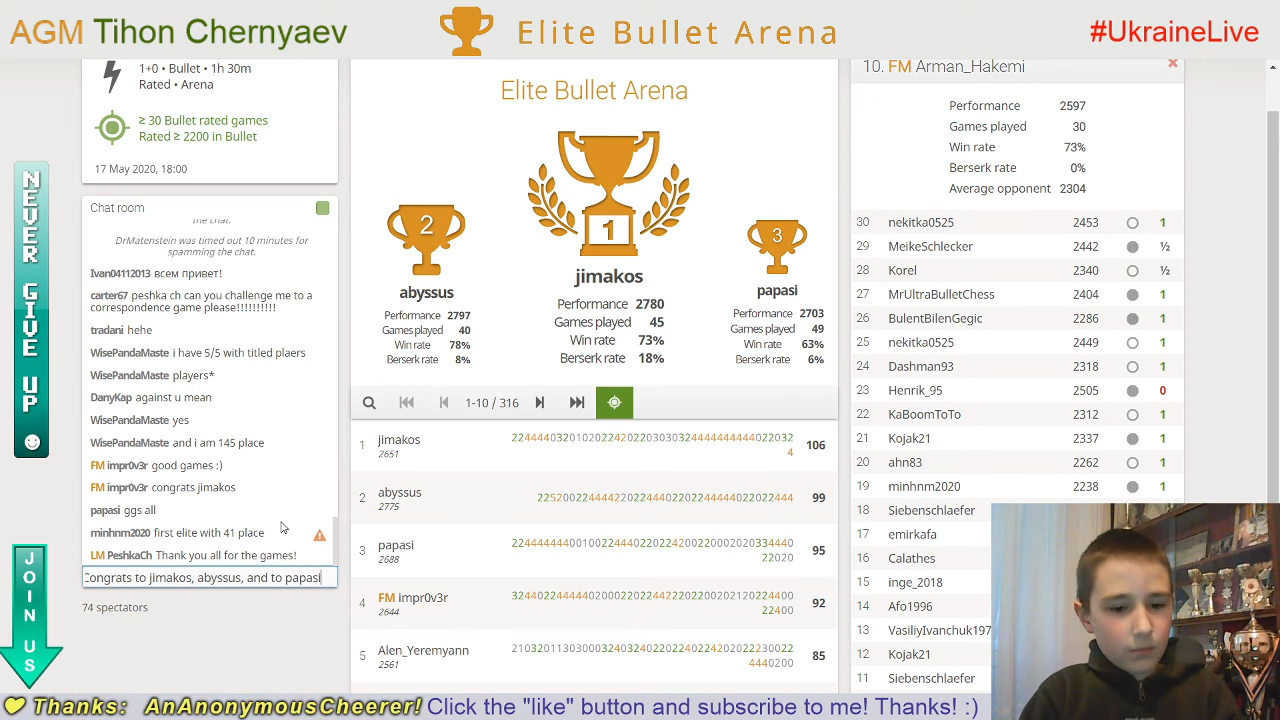 AGM Tihon Chernyaev
Elite Bullet Arena
#UkraineLive
NEVER GIVE UP
JOIN US
1+0 • Bullet • 1h 30m
Rated • Arena
≥ 30 Bullet rated games
Rated ≥ 2200 in Bullet
17 May 2020, 18:00
Chat room
the chat.
DrMatenstein was timed out 10 minutes for
spamming the chat.
Ivan04112013 всем привет!
carter67 peshka ch can you challenge me to a
correspondence game please!!!!!!!!!!
tradani hehe
WisePandaMaste i have 5/5 with titled plaers
WisePandaMaste players*
DanyKap against u mean
WisePandaMaste yes
WisePandaMaste and i am 145 place
FM impr0v3r good games :)
FM impr0v3r congrats jimakos
papasi ggs all
minhnm2020 first elite with 41 place
LM PeshkaCh Thank you all for the games!
Congrats to jimakos, abyssus, and to papasi
74 spectators
Elite Bullet Arena
2
abyssus
Performance 2797
Games played 40
Win rate 78%
Berserk rate 8%
1
jimakos
Performance 2780
Games played 45
Win rate 73%
Berserk rate 18%
3
papasi
Performance 2703
Games played 49
Win rate 63%
Berserk rate 6%
1-10 / 316
1 jimakos 2651 106
2 abyssus 2775 99
3 papasi 2688 95
4 FM impr0v3r 2644 92
5 Alen_Yeremyann 2561 85
10. FM Arman_Hakemi
Performance 2597
Games played 30
Win rate 73%
Berserk rate 0%
Average opponent 2304
30 nekitka0525 2453 1
29 MeikeSchlecker 2442 ½
28 Korel 2340 ½
27 MrUltraBulletChess 2404 1
26 BulentBilenGegic 2286 1
25 nekitka0525 2449 1
24 Dashman93 2318 1
23 Henrik_95 2505 0
22 KaBoomToTo 2312 1
21 Kojak21 2337 1
20 ahn83 2262 1
19 minhnm2020 2238 1
18 Siebenschlaefer
17 emirkafa
16 Calathes
15 inge_2018
14 Afo1996
13 VasiliyIvanchuk197
12 Kojak21
11 Siebenschlaefer
Thanks: AnAnonymousCheerer! Click the "like" button and subscribe to me! Thanks! :)